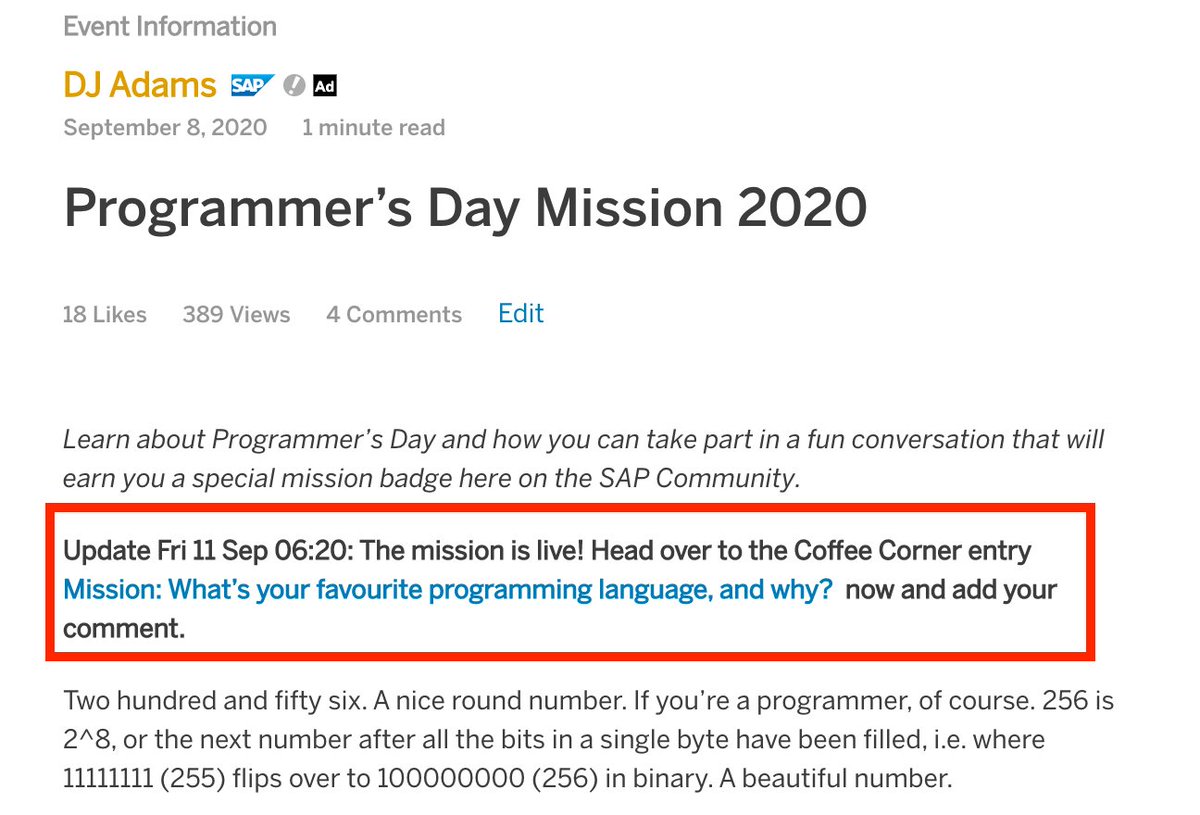 Event Information
DJ Adams SAP Ad
September 8, 2020 1 minute read
Programmer’s Day Mission 2020
18 Likes 389 Views 4 Comments Edit
Learn about Programmer’s Day and how you can take part in a fun conversation that will
earn you a special mission badge here on the SAP Community.
Update Fri 11 Sep 06:20: The mission is live! Head over to the Coffee Corner entry
Mission: What’s your favourite programming language, and why? now and add your
comment.
Two hundred and fifty six. A nice round number. If you’re a programmer, of course. 256 is
2^8, or the next number after all the bits in a single byte have been filled, i.e. where
11111111 (255) flips over to 100000000 (256) in binary. A beautiful number.